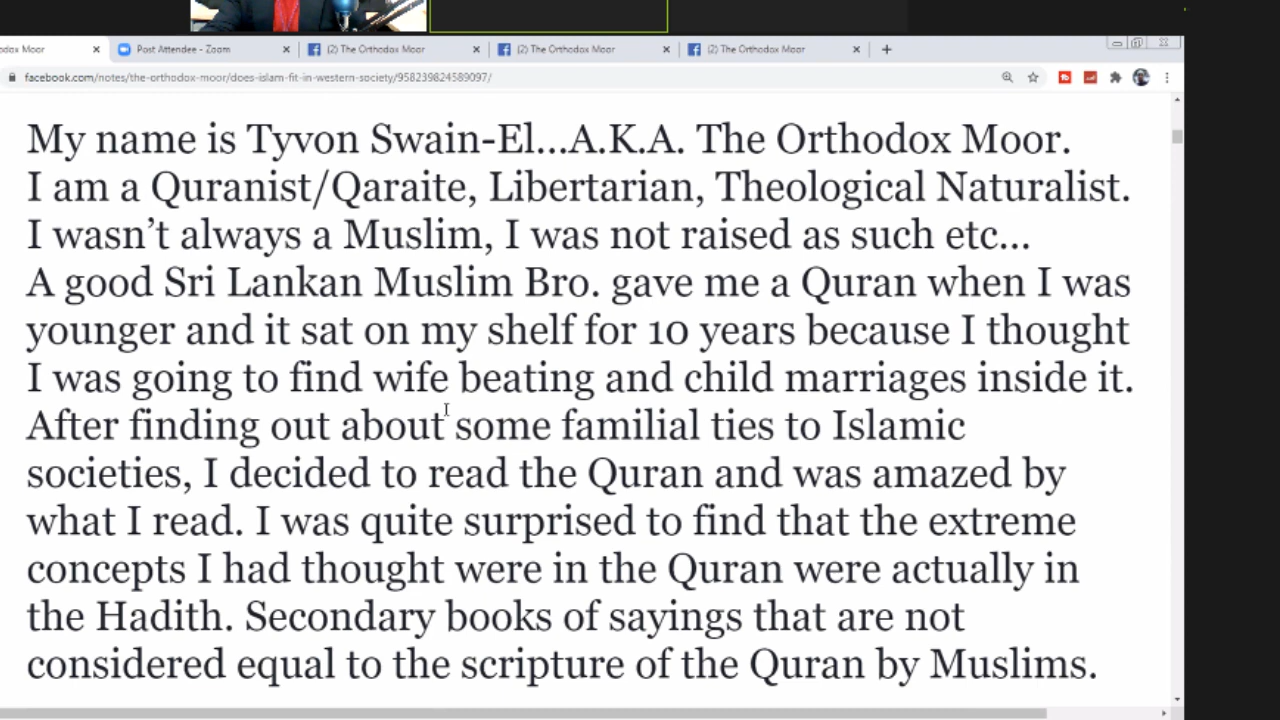 dox Moor
Post Attendee - Zoom
(2) The Orthodox Moor
(2) The Orthodox Moor
(2) The Orthodox Moor
facebook.com/notes/the-orthodox-moor/does-islam-fit-in-western-society/958239824589097/
My name is Tyvon Swain-El...A.K.A. The Orthodox Moor.
I am a Quranist/Qaraite, Libertarian, Theological Naturalist.
I wasn’t always a Muslim, I was not raised as such etc...
A good Sri Lankan Muslim Bro. gave me a Quran when I was
younger and it sat on my shelf for 10 years because I thought
I was going to find wife beating and child marriages inside it.
After finding out about some familial ties to Islamic
societies, I decided to read the Quran and was amazed by
what I read. I was quite surprised to find that the extreme
concepts I had thought were in the Quran were actually in
the Hadith. Secondary books of sayings that are not
considered equal to the scripture of the Quran by Muslims.